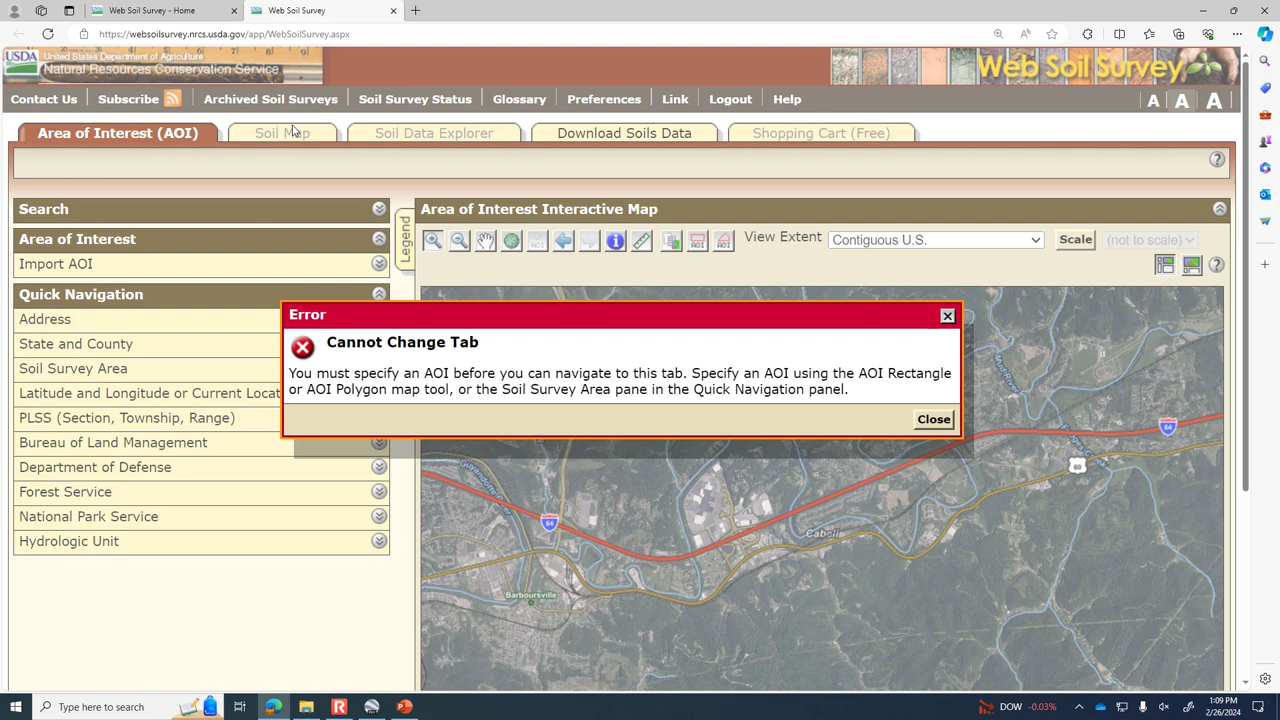 Web Soil Survey - Home
Web Soil Survey
https://websoilsurvey.nrcs.usda.gov/app/WebSoilSurvey.aspx
USDA
United States Department of Agriculture
Natural Resources Conservation Service
Web Soil Survey
Contact Us
Subscribe
Archived Soil Surveys
Soil Survey Status
Glossary
Preferences
Link
Logout
Help
A A A
Area of Interest (AOI)
Soil Map
Soil Data Explorer
Download Soils Data
Shopping Cart (Free)
Search
Area of Interest
Import AOI
Quick Navigation
Address
State and County
Soil Survey Area
Latitude and Longitude or Current Locat
PLSS (Section, Township, Range)
Bureau of Land Management
Department of Defense
Forest Service
National Park Service
Hydrologic Unit
Legend
Area of Interest Interactive Map
AOI
AOI
AOI
View Extent
Contiguous U.S.
Scale
(not to scale)
Error
Cannot Change Tab
You must specify an AOI before you can navigate to this tab. Specify an AOI using the AOI Rectangle
or AOI Polygon map tool, or the Soil Survey Area pane in the Quick Navigation panel.
Close
Mud River
64
60
64
Cabell
Barboursville
Type here to search
DOW -0.03%
1:09 PM
2/26/2024